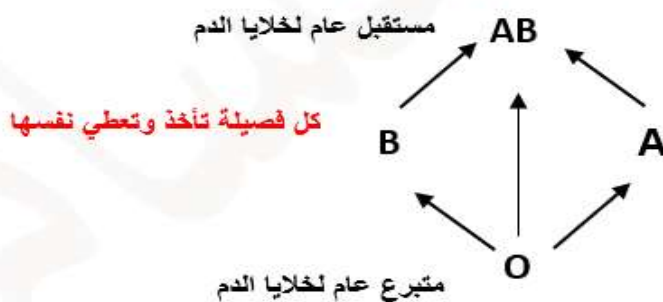 مستقبل عام لخلايا الدم AB
كل فصيلة تأخذ وتعطي نفسها
B A
O
متبرع عام لخلايا الدم